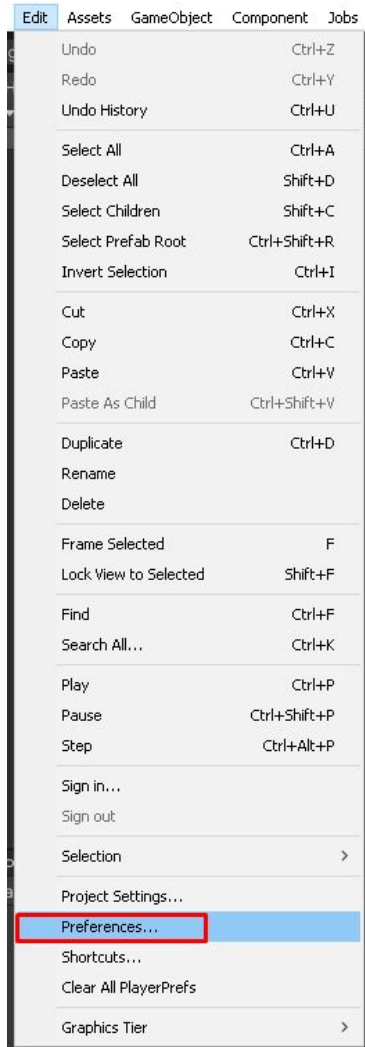 Edit Assets GameObject Component Jobs
Undo Ctrl+Z
Redo Ctrl+Y
Undo History Ctrl+U
Select All Ctrl+A
Deselect All Shift+D
Select Children Shift+C
Select Prefab Root Ctrl+Shift+R
Invert Selection Ctrl+I
Cut Ctrl+X
Copy Ctrl+C
Paste Ctrl+V
Paste As Child Ctrl+Shift+V
Duplicate Ctrl+D
Rename
Delete
Frame Selected F
Lock View to Selected Shift+F
Find Ctrl+F
Search All... Ctrl+K
Play Ctrl+P
Pause Ctrl+Shift+P
Step Ctrl+Alt+P
Sign in...
Sign out
Selection >
Project Settings...
Preferences...
Shortcuts...
Clear All PlayerPrefs
Graphics Tier >